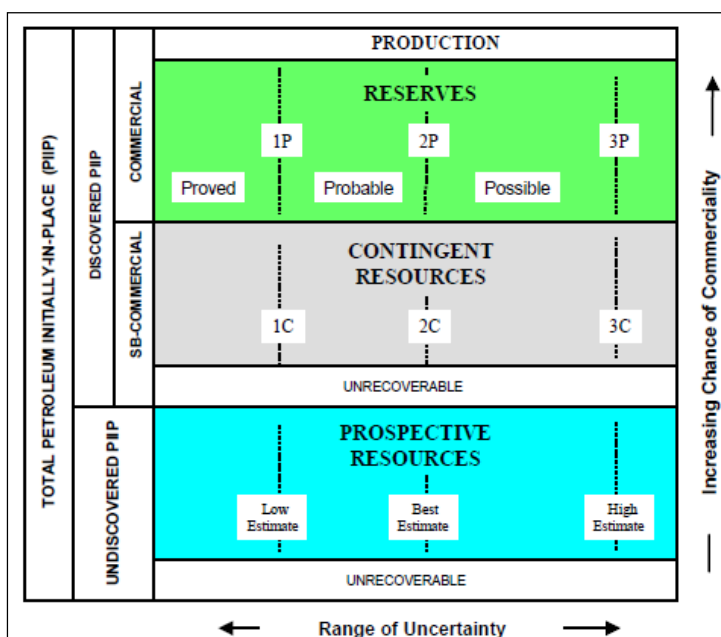 TOTAL PETROLEUM INITIALLY-IN-PLACE (PIIP)
DISCOVERED PIIP
UNDISCOVERED PIIP
COMMERCIAL
SB-COMMERCIAL
PRODUCTION
RESERVES
1P
2P
3P
Proved
Probable
Possible
CONTINGENT
RESOURCES
1C
2C
3C
UNRECOVERABLE
PROSPECTIVE
RESOURCES
Low
Estimate
Best
Estimate
High
Estimate
UNRECOVERABLE
Increasing Chance of Commerciality
Range of Uncertainty